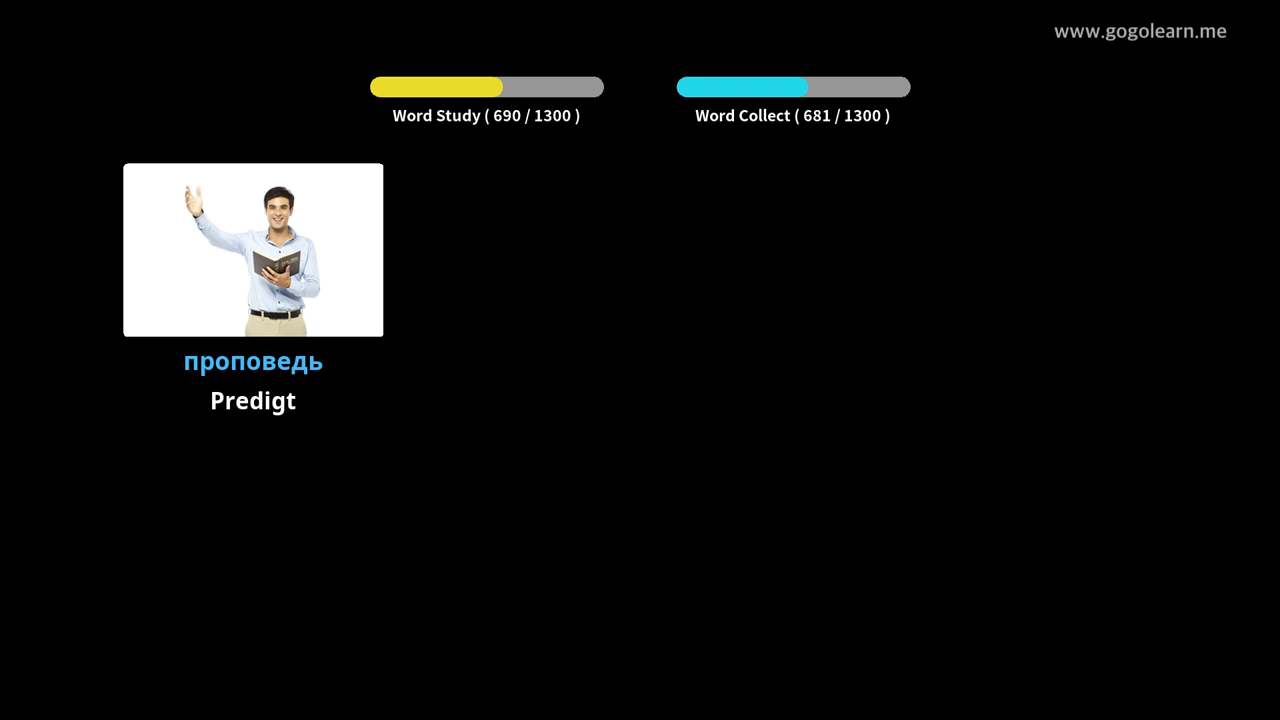 www.gogolearn.me
Word Study ( 690 / 1300 )
Word Collect ( 681 / 1300 )
проповедь
Predigt